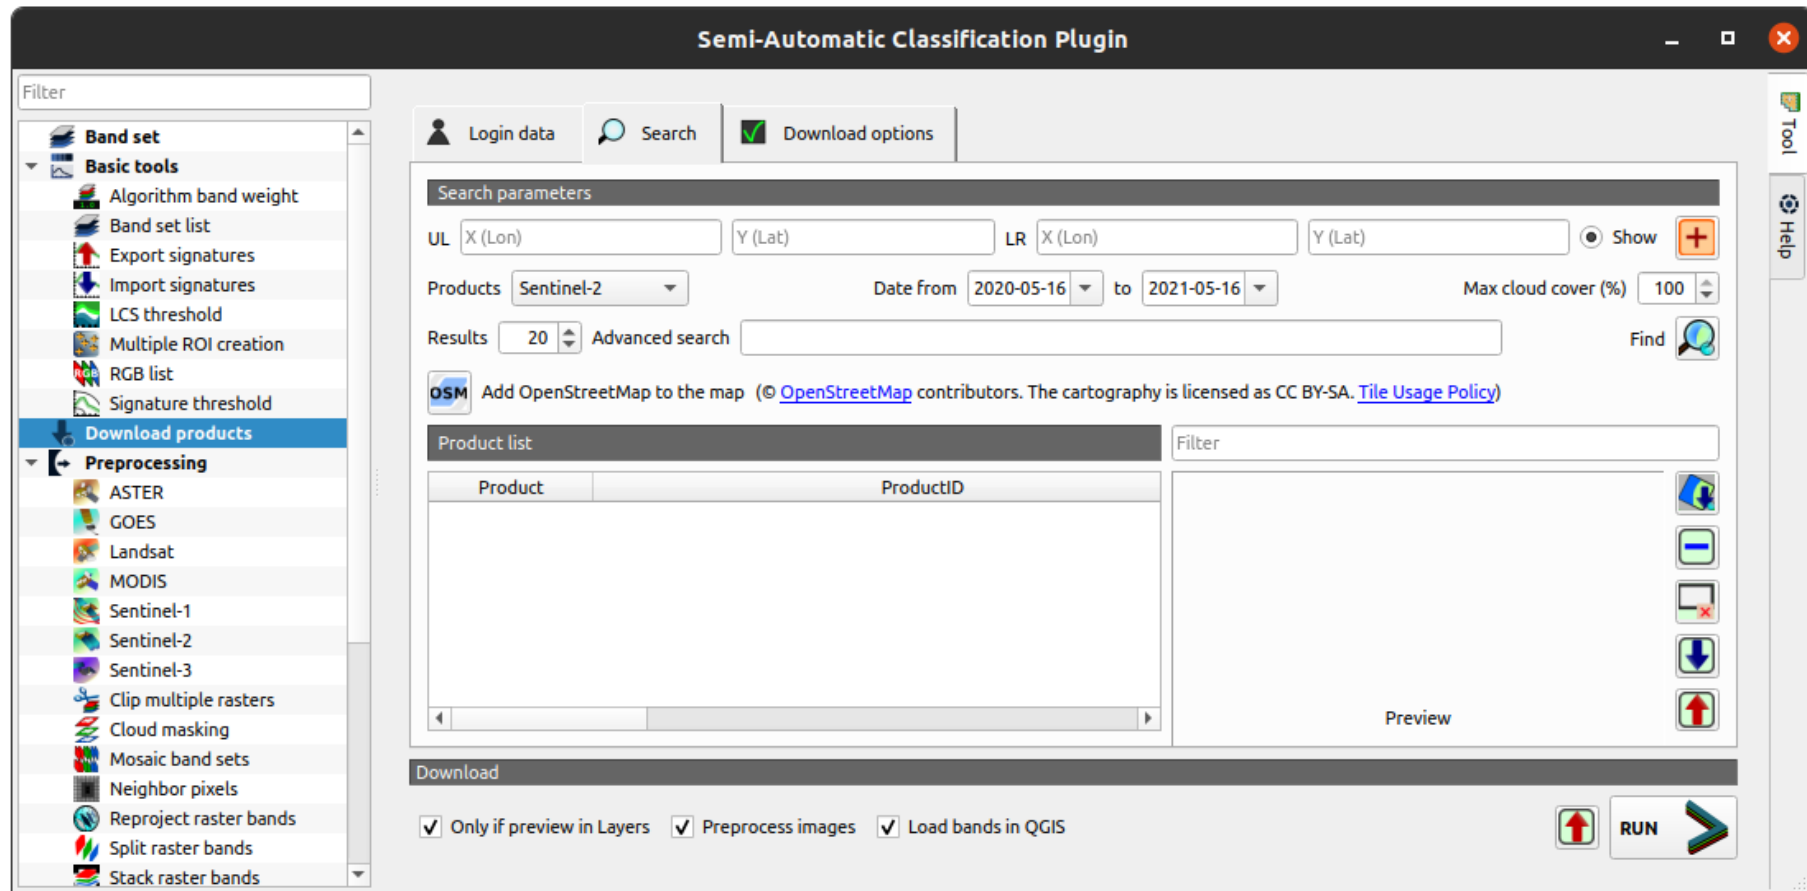 Semi-Automatic Classification Plugin
Filter
Band set
Basic tools
Algorithm band weight
Band set list
Export signatures
Import signatures
LCS threshold
Multiple ROI creation
RGB list
Signature threshold
Download products
Preprocessing
ASTER
GOES
Landsat
MODIS
Sentinel-1
Sentinel-2
Sentinel-3
Clip multiple rasters
Cloud masking
Mosaic band sets
Neighbor pixels
Reproject raster bands
Split raster bands
Stack raster bands
Login data Search Download options
Search parameters
UL X (Lon) Y (Lat) LR X (Lon) Y (Lat) Show
Products Sentinel-2 Date from 2020-05-16 to 2021-05-16 Max cloud cover (%) 100
Results 20 Advanced search Find
OSM Add OpenStreetMap to the map (© OpenStreetMap contributors. The cartography is licensed as CC BY-SA. Tile Usage Policy)
Product list Filter
Product ProductID
Preview
Download
Only if preview in Layers Preprocess images Load bands in QGIS RUN
Tool
Help